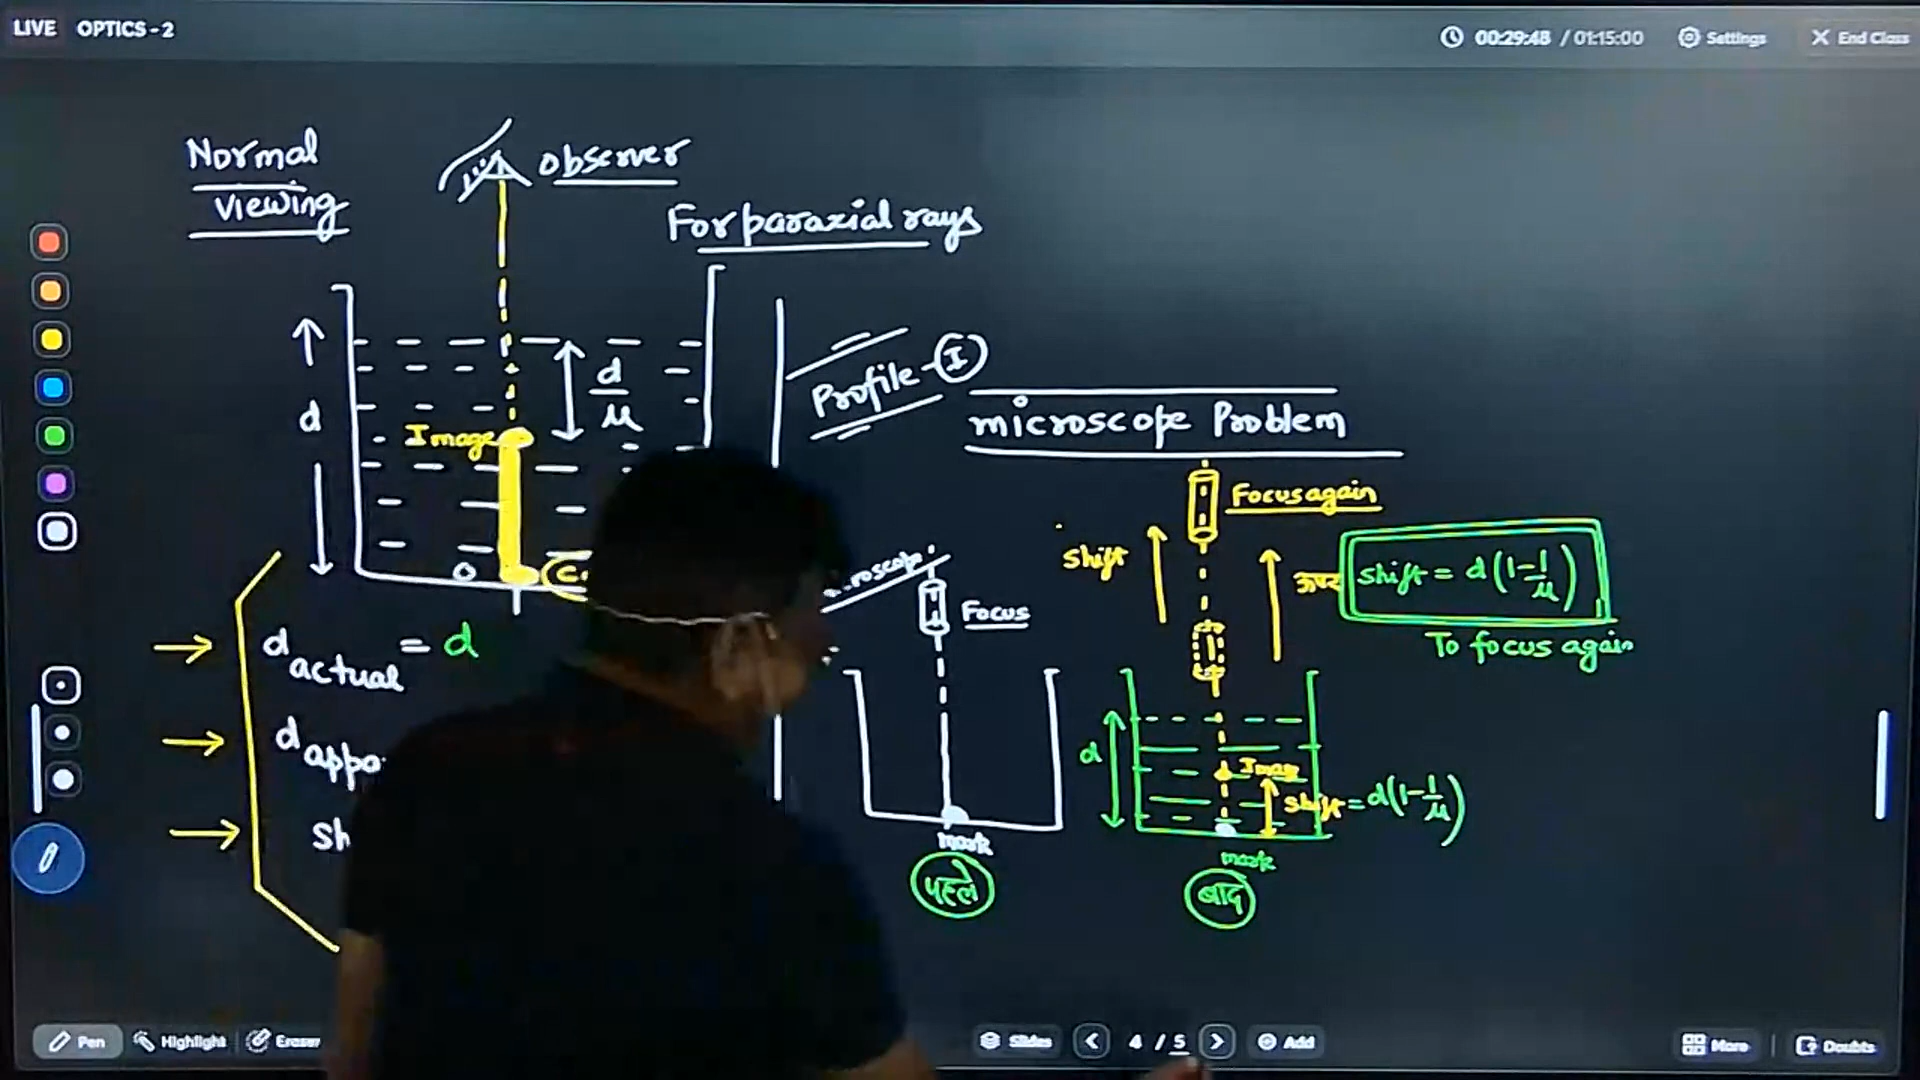 LIVE OPTICS - 2
00:29:48 / 01:15:00 Settings End Class
Normal
Viewing
observer
For paraxial rays
d
d/μ
Image
O
d actual = d
d appa
sh
Profile - I
microscope Problem
Focus
mark
पहले
Focus again
Shift
ऊपर
Shift = d(1-1/μ)
To focus again
d
Image
Shift = d(1-1/μ)
mark
बाद
Pen Highlight Eraser Slides 4 / 5 Add More Doubts